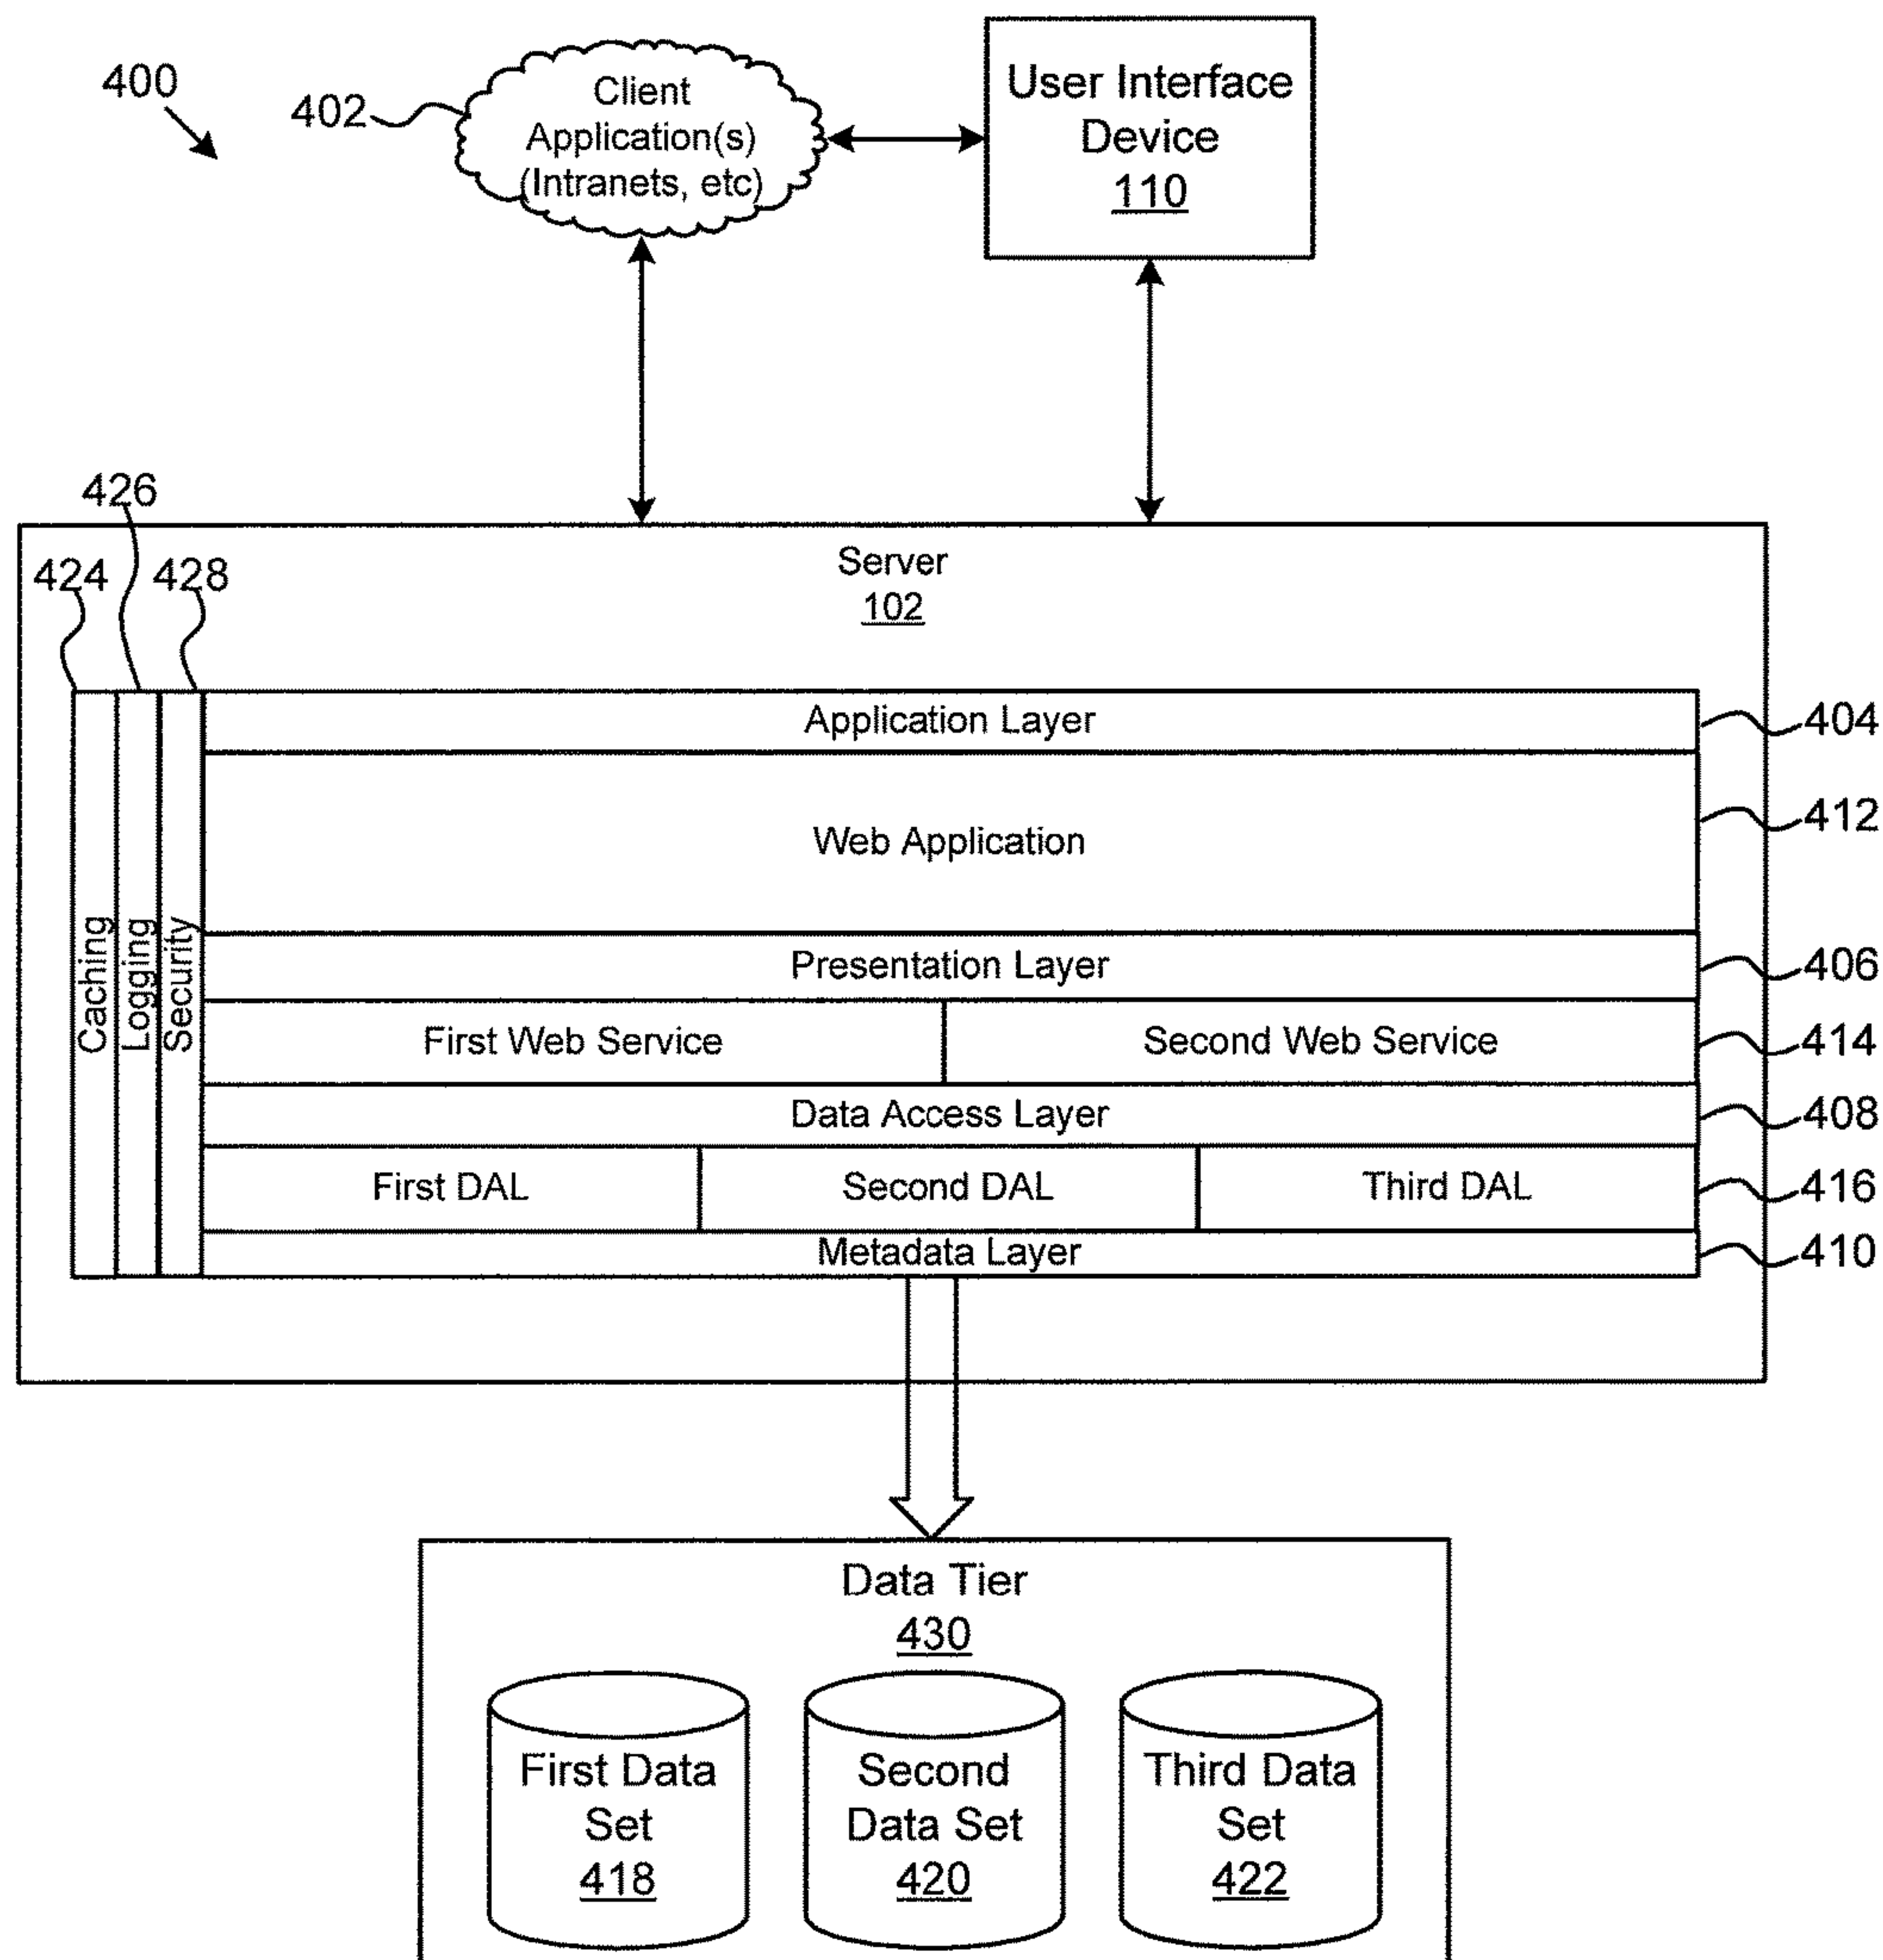 400
402
Client
Application(s)
(Intranets, etc)
User Interface
Device
110
426
424
428
Server
102
Caching
Logging
Security
Application Layer
404
Web Application
412
Presentation Layer
406
First Web Service
Second Web Service
414
Data Access Layer
408
First DAL
Second DAL
Third DAL
416
Metadata Layer
410
Data Tier
430
First Data
Set
418
Second
Data Set
420
Third Data
Set
422